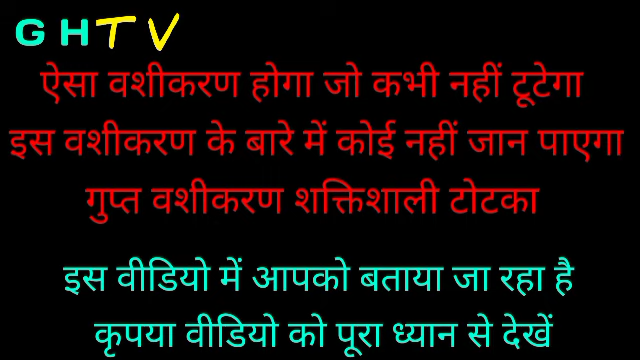 GHTV
ऐसा वशीकरण होगा जो कभी नहीं टूटेगा
इस वशीकरण के बारे में कोई नहीं जान पाएगा
गुप्त वशीकरण शक्तिशाली टोटका
इस वीडियो में आपको बताया जा रहा है
कृपया वीडियो को पूरा ध्यान से देखें